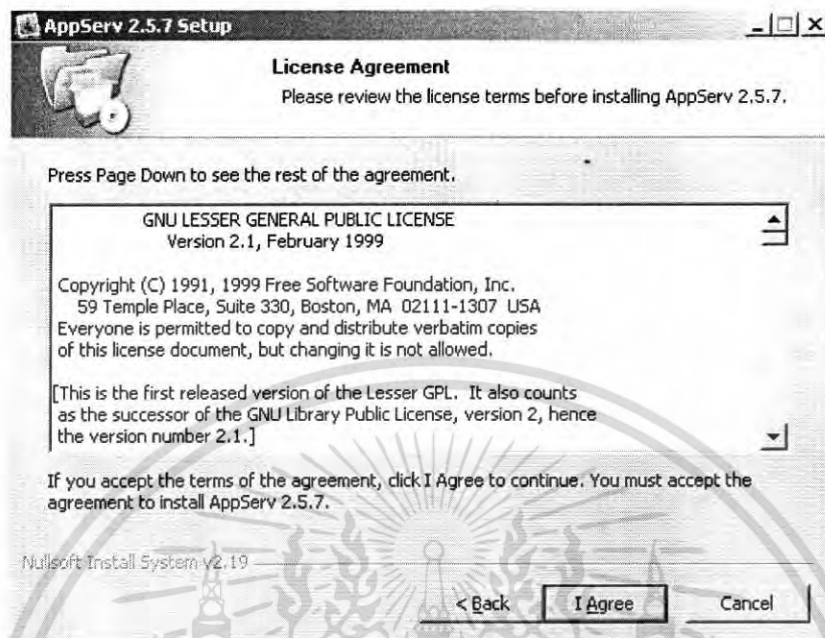 AppServ 2.5.7 Setup
License Agreement
Please review the license terms before installing AppServ 2.5.7.
Press Page Down to see the rest of the agreement.
GNU LESSER GENERAL PUBLIC LICENSE
Version 2.1, February 1999
Copyright (C) 1991, 1999 Free Software Foundation, Inc.
59 Temple Place, Suite 330, Boston, MA 02111-1307 USA
Everyone is permitted to copy and distribute verbatim copies
of this license document, but changing it is not allowed.
[This is the first released version of the Lesser GPL. It also counts
as the successor of the GNU Library Public License, version 2, hence
the version number 2.1.]
If you accept the terms of the agreement, click I Agree to continue. You must accept the
agreement to install AppServ 2.5.7.
Nullsoft Install System v2.19
< Back I Agree Cancel